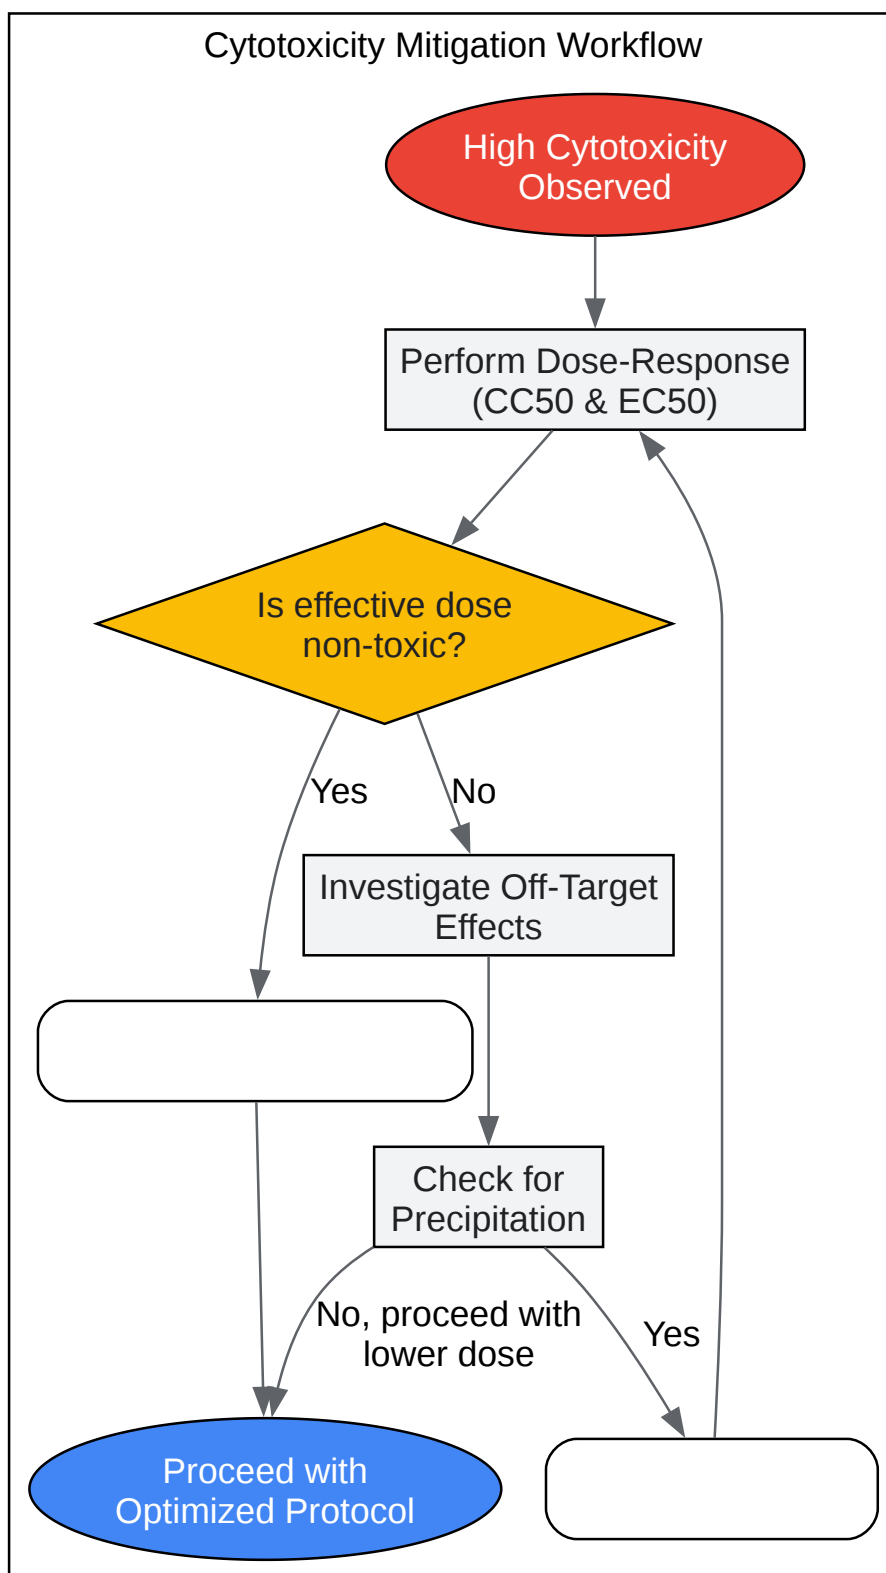 Cytotoxicity Mitigation Workflow
High Cytotoxicity
Observed
Perform Dose-Response
(CC50 & EC50)
Is effective dose
non-toxic?
Yes
No
Investigate Off-Target
Effects
Check for
Precipitation
No, proceed with
lower dose
Yes
Proceed with
Optimized Protocol